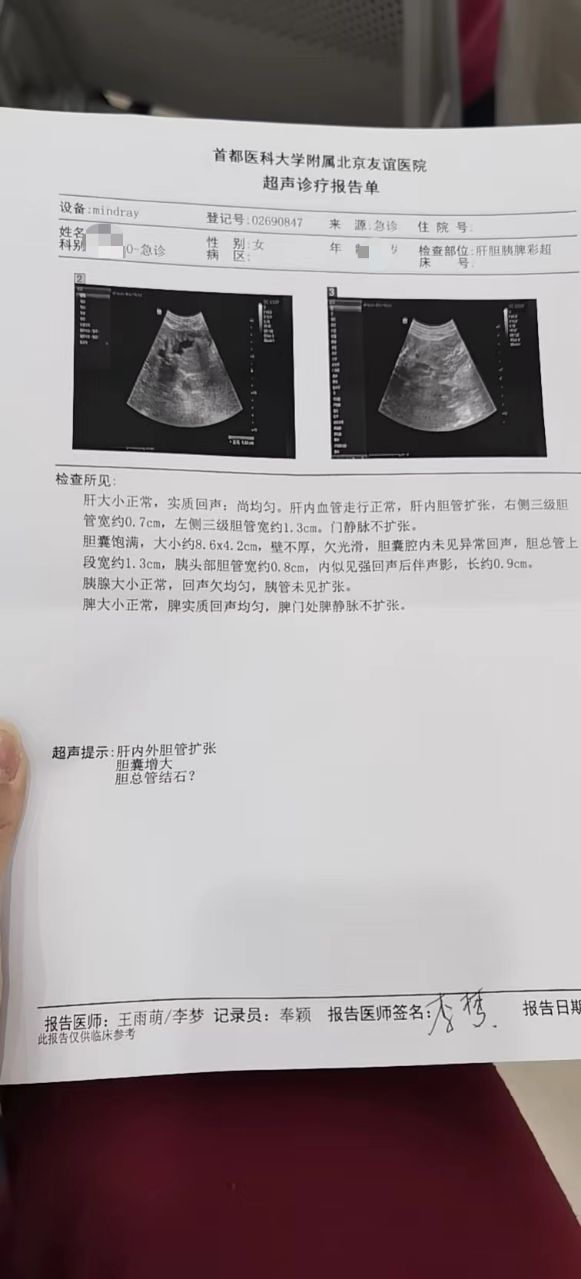 首都医科大学附属北京友谊医院
超声诊疗报告单
设备:mindray 登记号:02690847 来 源:急诊 住 院 号:
姓名 性 别:女 年 检查部位:肝胆胰脾彩超
科别 O-急诊 病 区: 床 号:
2
3
检查所见:
肝大小正常，实质回声：尚均匀。肝内血管走行正常，肝内胆管扩张，右侧三级胆
管宽约0.7cm，左侧三级胆管宽约1.3cm。门静脉不扩张。
胆囊饱满，大小约8.6x4.2cm，壁不厚，欠光滑，胆囊腔内未见异常回声，胆总管上
段宽约1.3cm，胰头部胆管宽约0.8cm，内似见强回声后伴声影，长约0.9cm。
胰腺大小正常，回声欠均匀，胰管未见扩张。
脾大小正常，脾实质回声均匀，脾门处脾静脉不扩张。
超声提示:肝内外胆管扩张
胆囊增大
胆总管结石？
报告医师：王雨萌/李梦 记录员：奉颖 报告医师签名: 李梦 报告日期
此报告仅供临床参考